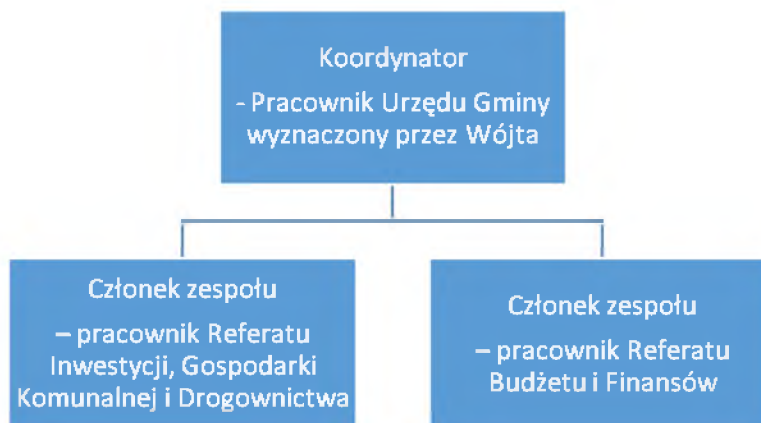 Koordynator
- Pracownik Urzędu Gminy
wyznaczony przez Wójta
Członek zespołu
– pracownik Referatu
Inwestycji, Gospodarki
Komunalnej i Drogownictwa
Członek zespołu
– pracownik Referatu
Budżetu i Finansów